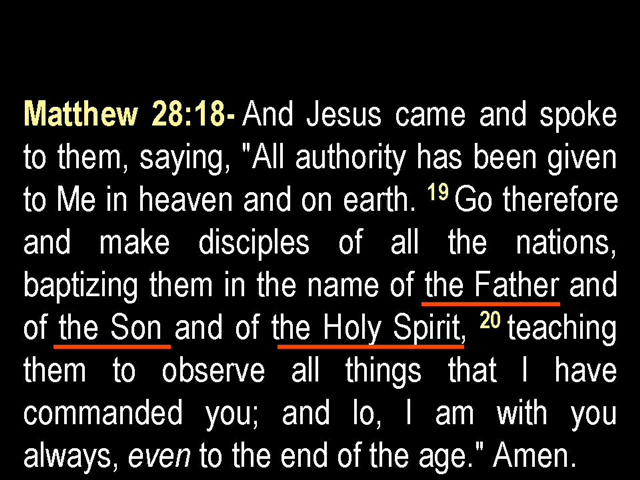 Matthew 28:18- And Jesus came and spoke
to them, saying, "All authority has been given
to Me in heaven and on earth. 19 Go therefore
and make disciples of all the nations,
baptizing them in the name of the Father and
of the Son and of the Holy Spirit, 20 teaching
them to observe all things that I have
commanded you; and lo, I am with you
always, even to the end of the age." Amen.